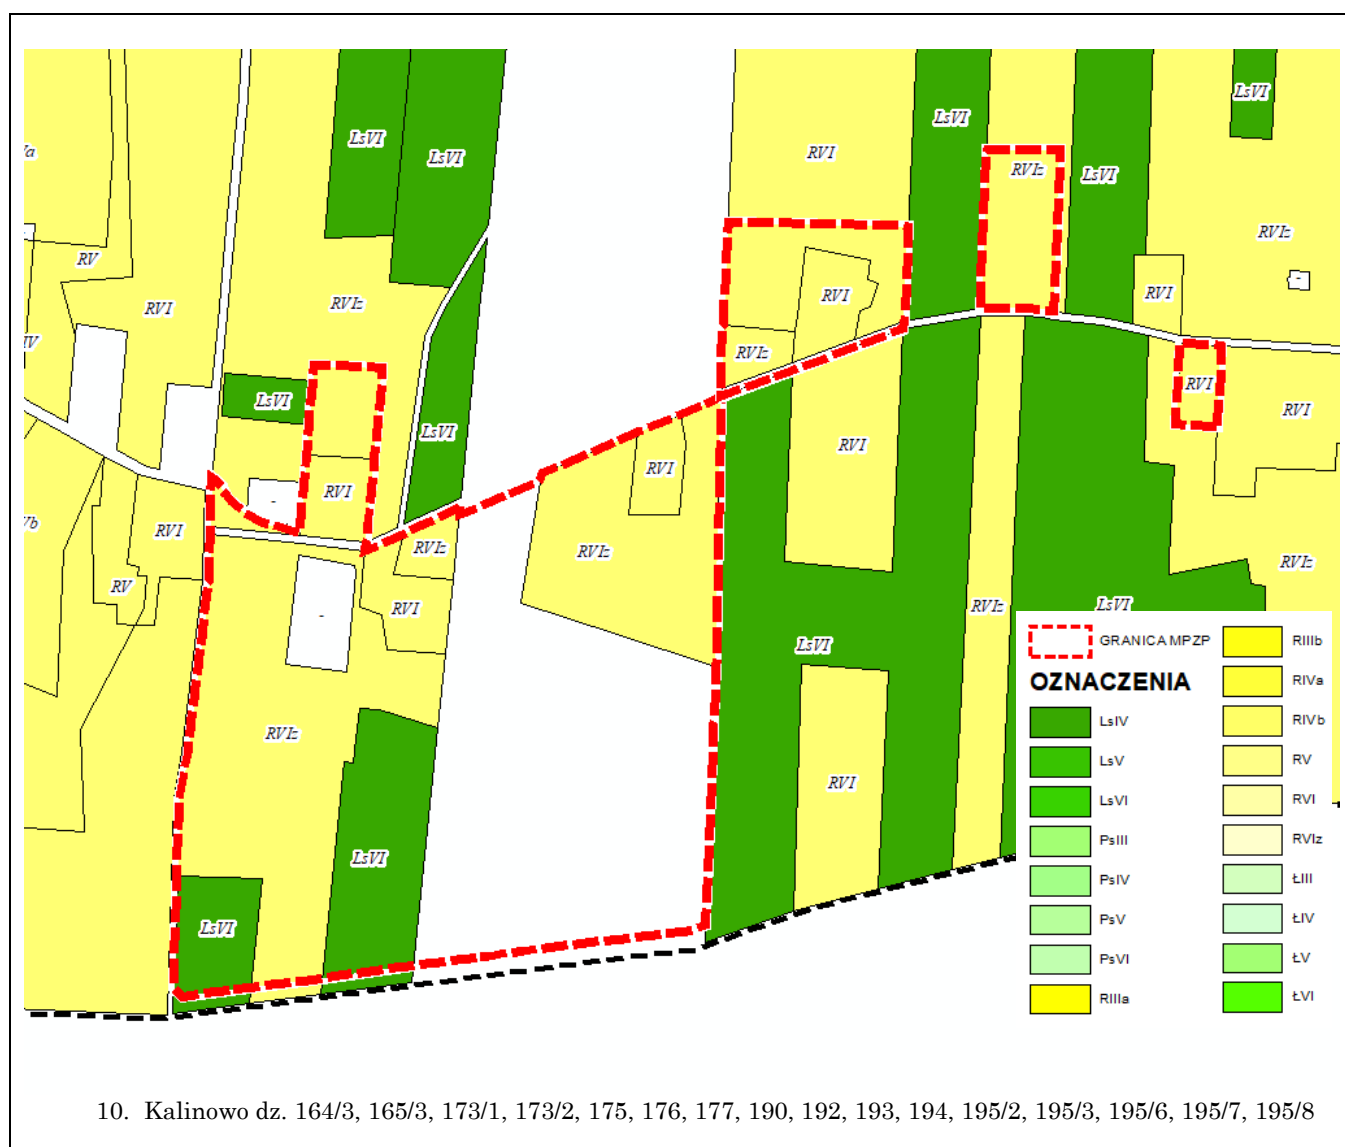 LsVI
LsVI
RVI
LsVI
RVIz
LsVI
LsVI
RV
RVI
RVIz
RVI
RVIz
RVI
RVIz
LsVI
LsVI
RVI
RVI
RVI
RVI
RVI
RVI
RVIz
RVIz
RVIz
RV
RVI
RVIz
LsVI
LsVI
RVIz
RVI
LsVI
LsVI
GRANICA MPZP
OZNACZENIA
LsIV
LsV
LsVI
PsIII
PsIV
PsV
PsVI
RIIIa
RIIIb
RIVa
RIVb
RV
RVI
RVIz
ŁIII
ŁIV
ŁV
ŁVI
10. Kalinowo dz. 164/3, 165/3, 173/1, 173/2, 175, 176, 177, 190, 192, 193, 194, 195/2, 195/3, 195/6, 195/7, 195/8